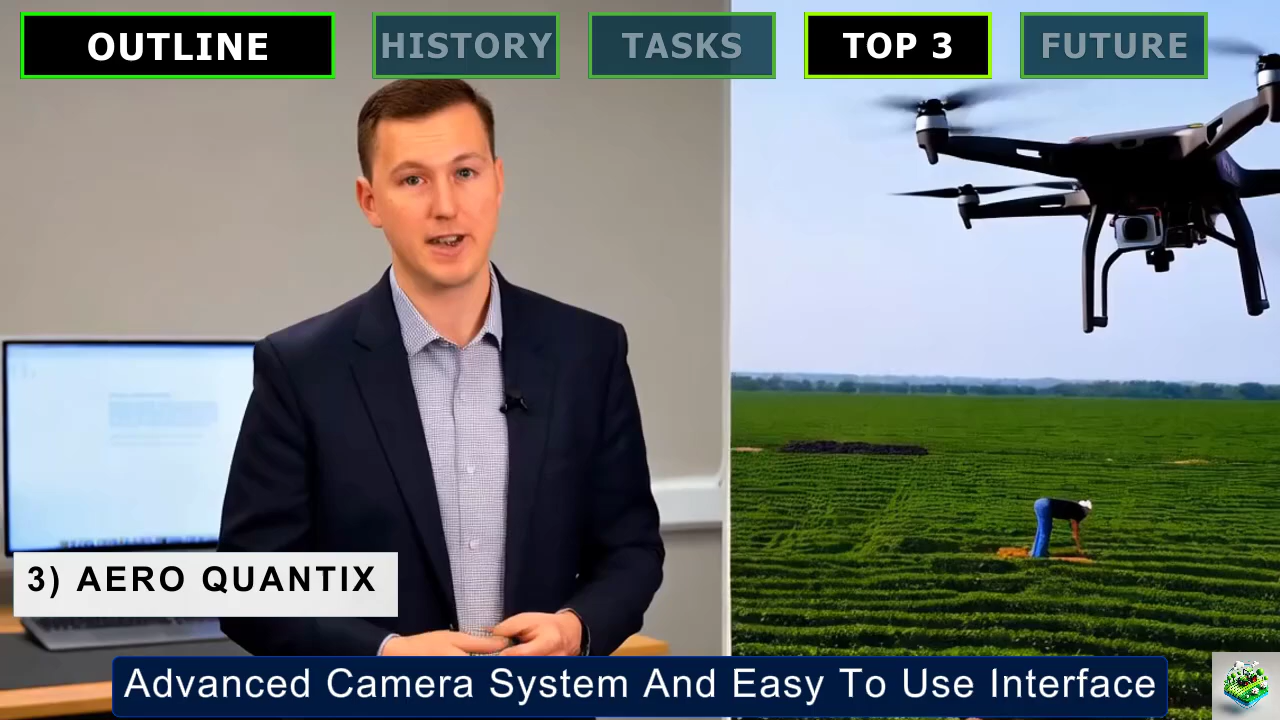 OUTLINE
HISTORY
TASKS
TOP 3
FUTURE
3) AERO QUANTIX
Advanced Camera System And Easy To Use Interface